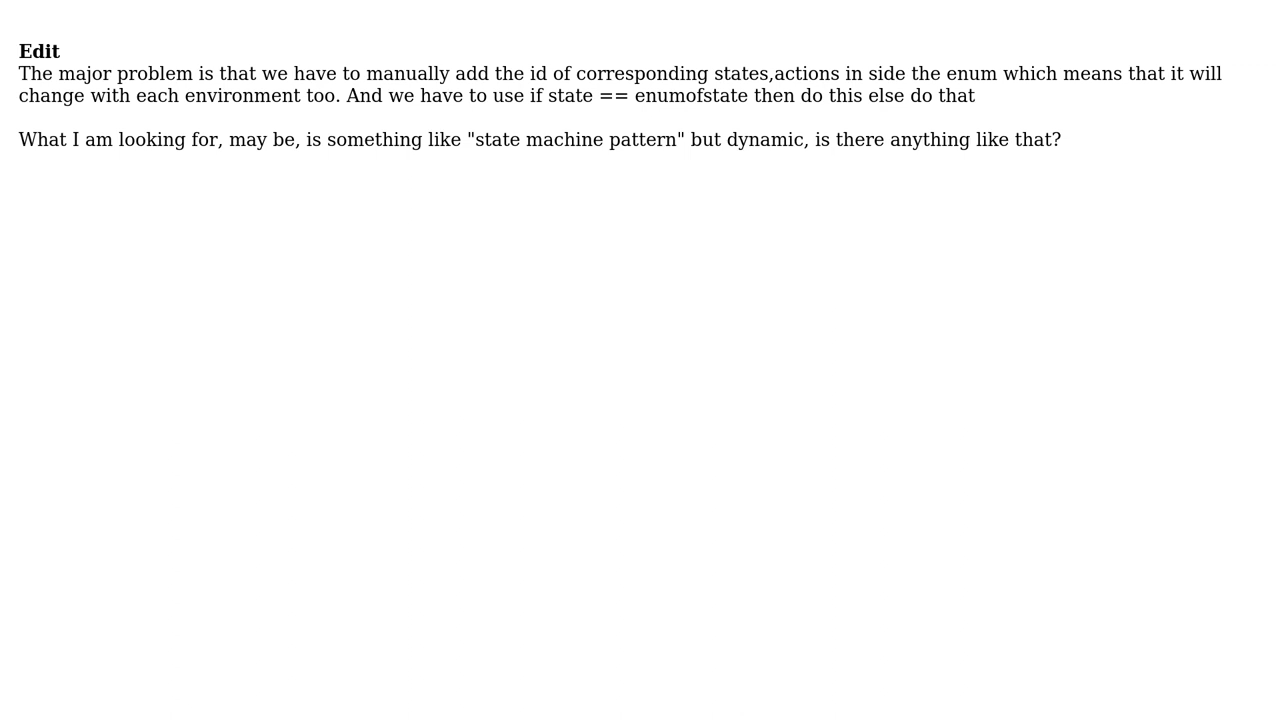 Edit
The major problem is that we have to manually add the id of corresponding states,actions in side the enum which means that it will
change with each environment too. And we have to use if state == enumofstate then do this else do that
What I am looking for, may be, is something like "state machine pattern" but dynamic, is there anything like that?